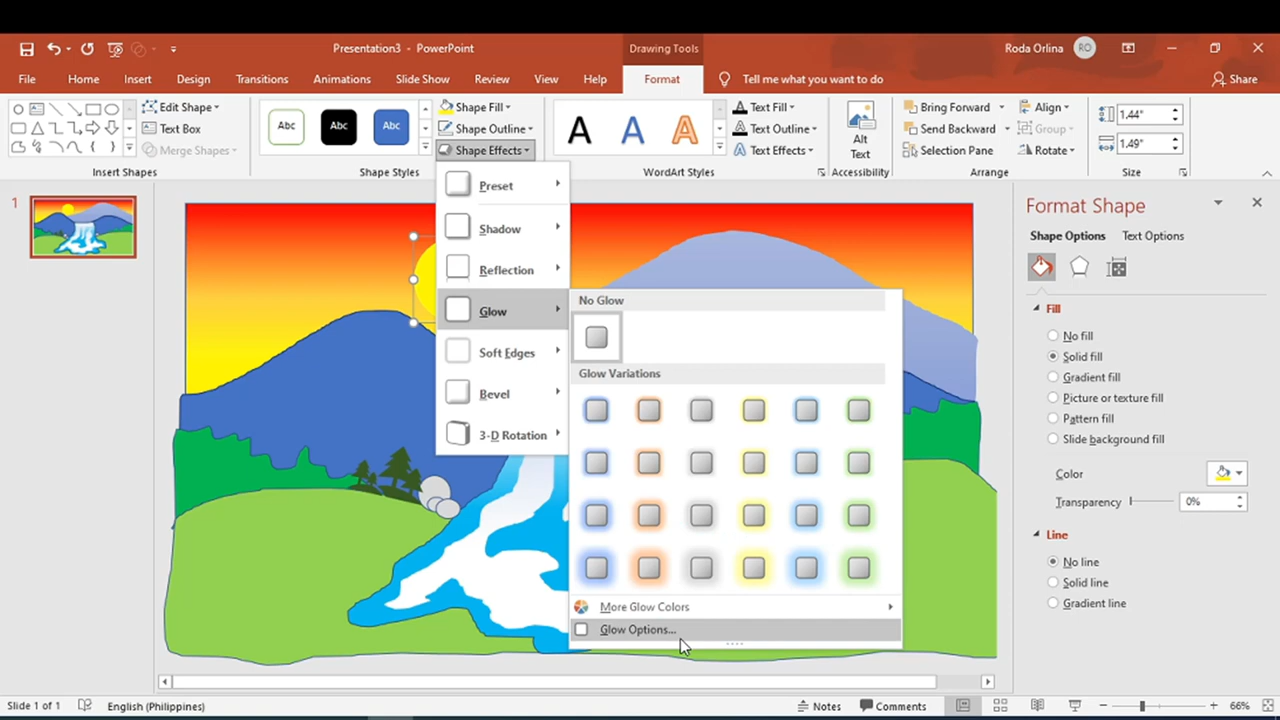 Presentation3 - PowerPoint
Drawing Tools
Roda Orlina
RO
File
Home
Insert
Design
Transitions
Animations
Slide Show
Review
View
Help
Format
Tell me what you want to do
Share
Edit Shape
Text Box
Merge Shapes
Insert Shapes
Abc
Abc
Abc
Shape Fill
Shape Outline
Shape Effects
Shape Styles
A
A
A
Text Fill
Text Outline
Text Effects
WordArt Styles
Alt
Text
Accessibility
Bring Forward
Send Backward
Selection Pane
Align
Group
Rotate
Arrange
1.44"
1.49"
Size
1
Preset
Shadow
Reflection
Glow
Soft Edges
Bevel
3-D Rotation
No Glow
Glow Variations
More Glow Colors
Glow Options...
Format Shape
Shape Options
Text Options
Fill
No fill
Solid fill
Gradient fill
Picture or texture fill
Pattern fill
Slide background fill
Color
Transparency
0%
Line
No line
Solid line
Gradient line
Slide 1 of 1
English (Philippines)
Notes
Comments
66%